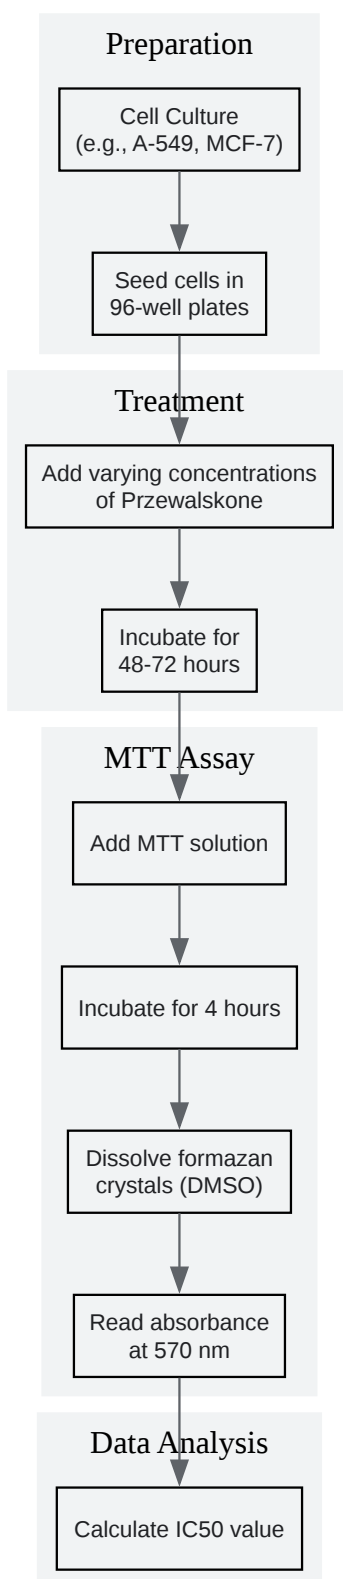 Preparation
Cell Culture
(e.g., A-549, MCF-7)
Seed cells in
96-well plates
Treatment
Add varying concentrations
of Przewalskone
Incubate for
48-72 hours
MTT Assay
Add MTT solution
Incubate for 4 hours
Dissolve formazan
crystals (DMSO)
Read absorbance
at 570 nm
Data Analysis
Calculate IC50 value